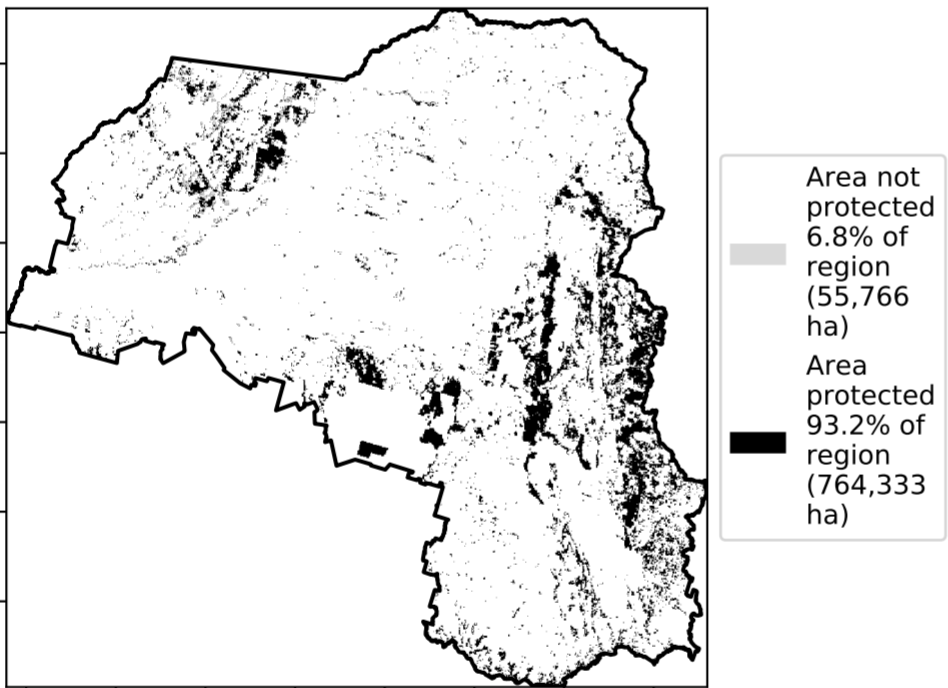 Area not
protected
6.8% of
region
(55,766
ha)
Area
protected
93.2% of
region
(764,333
ha)